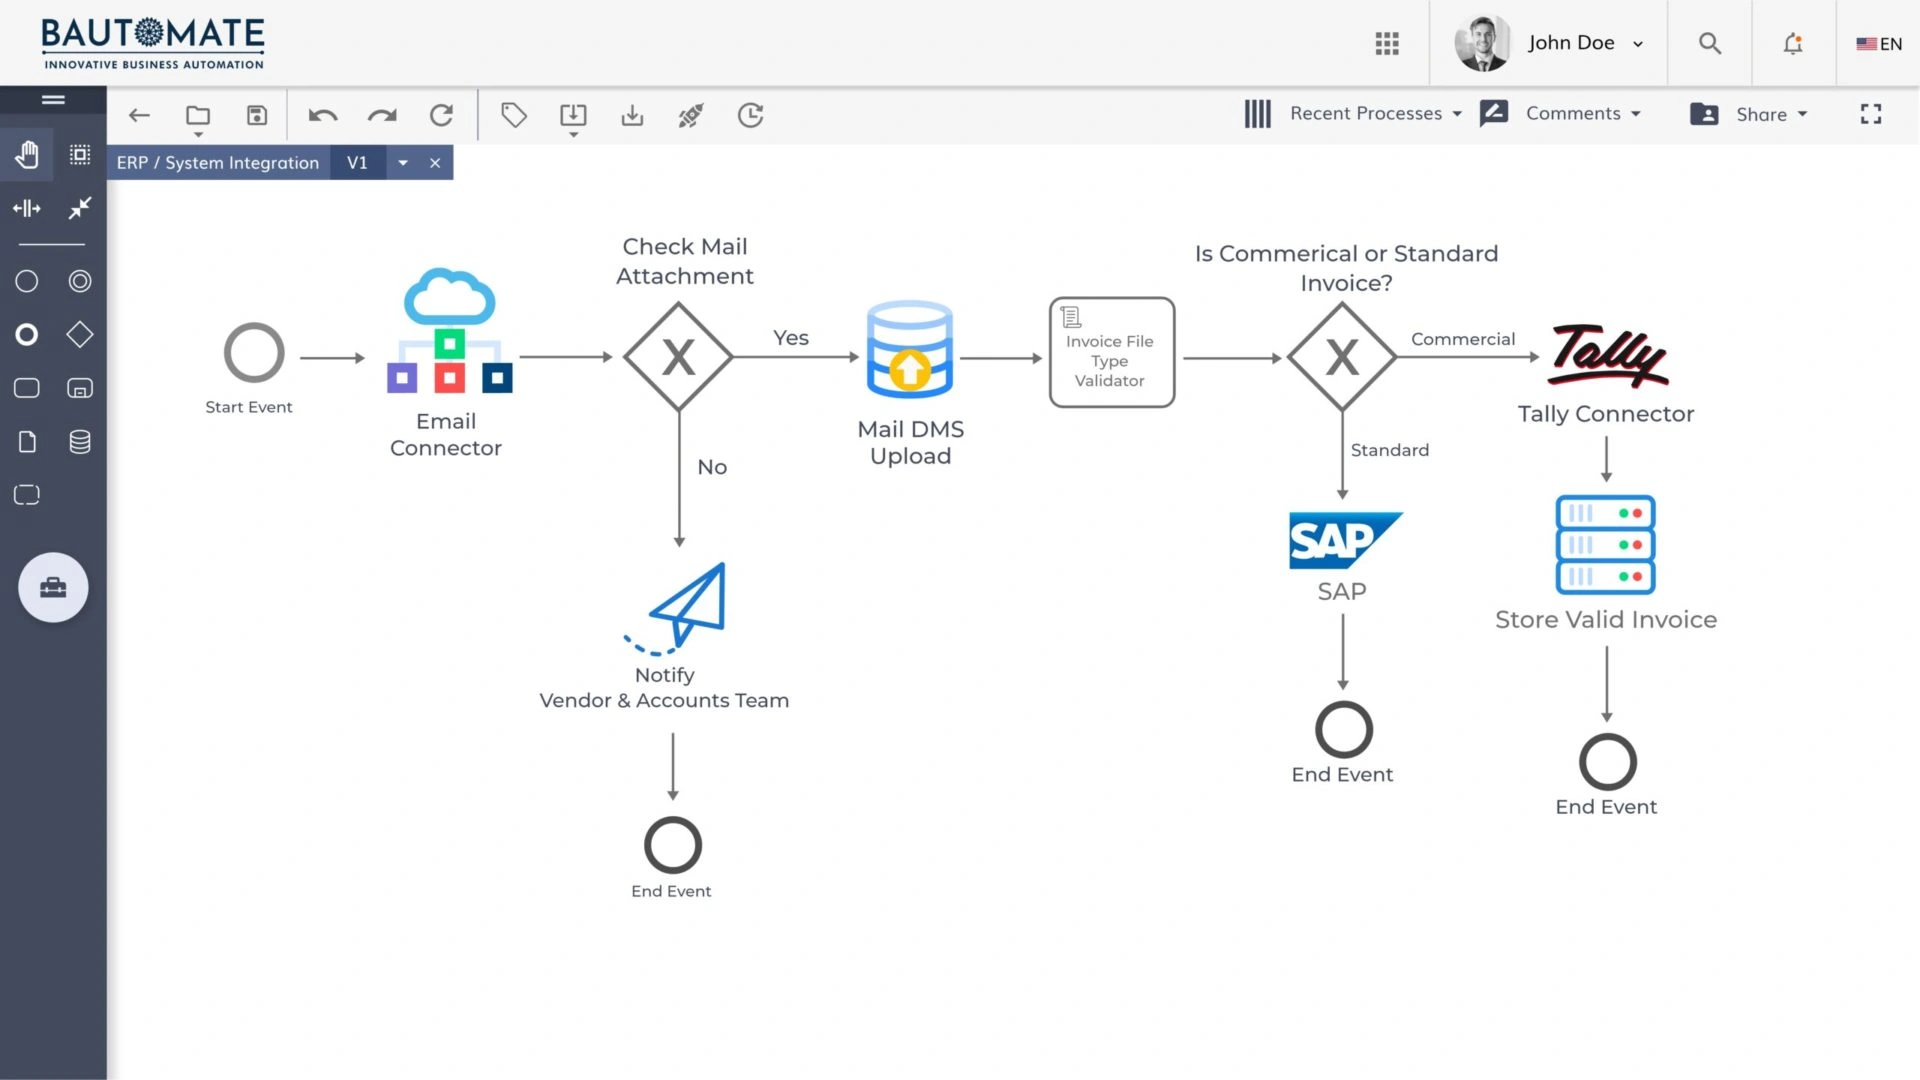 BAUTOMATE
INNOVATIVE BUSINESS AUTOMATION
John Doe
EN
Recent Processes
Comments
Share
ERP / System Integration
V1
Check Mail
Attachment
Is Commerical or Standard
Invoice?
Start Event
Email
Connector
X
Yes
No
Mail DMS
Upload
Invoice File
Type
Validator
X
Commercial
Standard
Tally
Tally Connector
SAP
SAP
Store Valid Invoice
Notify
Vendor & Accounts Team
End Event
End Event
End Event